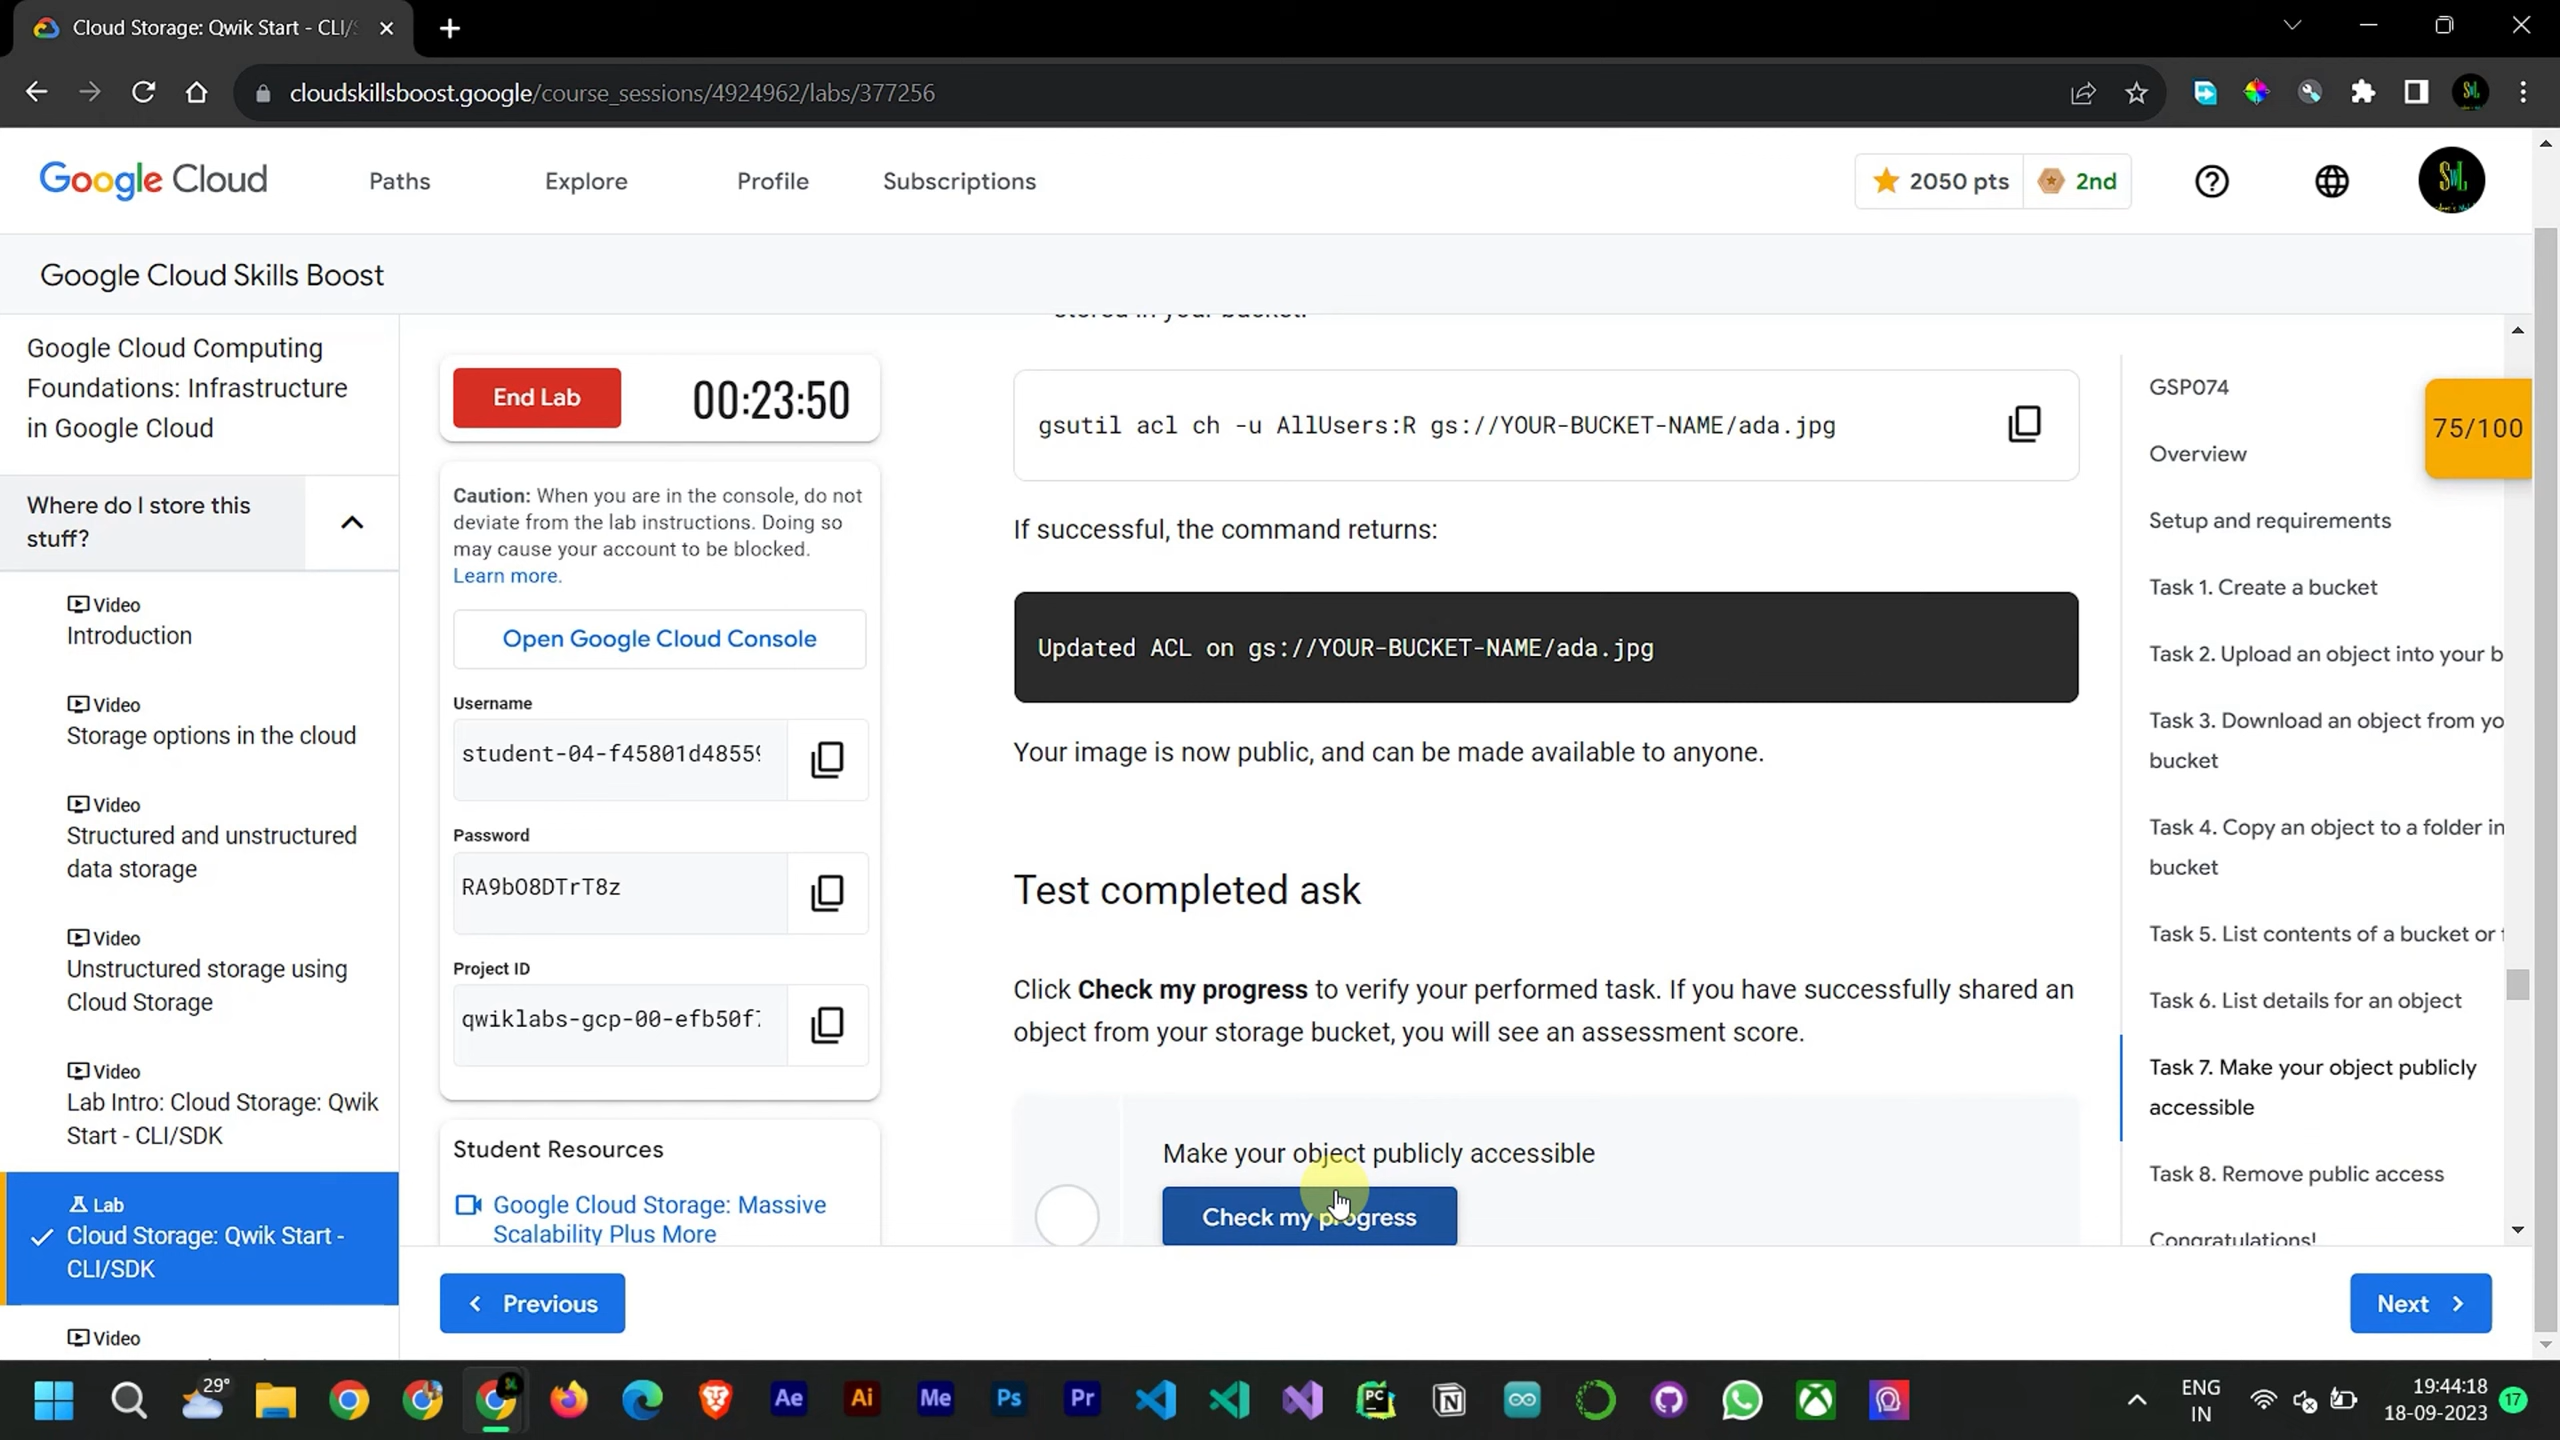 Cloud Storage: Qwik Start - CLI/
cloudskillsboost.google/course_sessions/4924962/labs/377256
Google Cloud
Paths
Explore
Profile
Subscriptions
2050 pts
2nd
Google Cloud Skills Boost
Google Cloud Computing
Foundations: Infrastructure
in Google Cloud
Where do I store this
stuff?
Video
Introduction
Video
Storage options in the cloud
Video
Structured and unstructured
data storage
Video
Unstructured storage using
Cloud Storage
Video
Lab Intro: Cloud Storage: Qwik
Start - CLI/SDK
Lab
Cloud Storage: Qwik Start -
CLI/SDK
Video
End Lab
00:23:50
Caution: When you are in the console, do not
deviate from the lab instructions. Doing so
may cause your account to be blocked.
Learn more.
Open Google Cloud Console
Username
student-04-f45801d48559
Password
RA9bO8DTrT8z
Project ID
qwiklabs-gcp-00-efb50f7
Student Resources
Google Cloud Storage: Massive
Scalability Plus More
stored in your bucket.
gsutil acl ch -u AllUsers:R gs://YOUR-BUCKET-NAME/ada.jpg
If successful, the command returns:
Updated ACL on gs://YOUR-BUCKET-NAME/ada.jpg
Your image is now public, and can be made available to anyone.
Test completed ask
Click Check my progress to verify your performed task. If you have successfully shared an
object from your storage bucket, you will see an assessment score.
Make your object publicly accessible
Check my progress
GSP074
75/100
Overview
Setup and requirements
Task 1. Create a bucket
Task 2. Upload an object into your b
Task 3. Download an object from yo
bucket
Task 4. Copy an object to a folder in
bucket
Task 5. List contents of a bucket or f
Task 6. List details for an object
Task 7. Make your object publicly
accessible
Task 8. Remove public access
Congratulations!
Previous
Next
29°
Ae
Ai
Me
Ps
Pr
PC
ENG
IN
19:44:18
18-09-2023
17